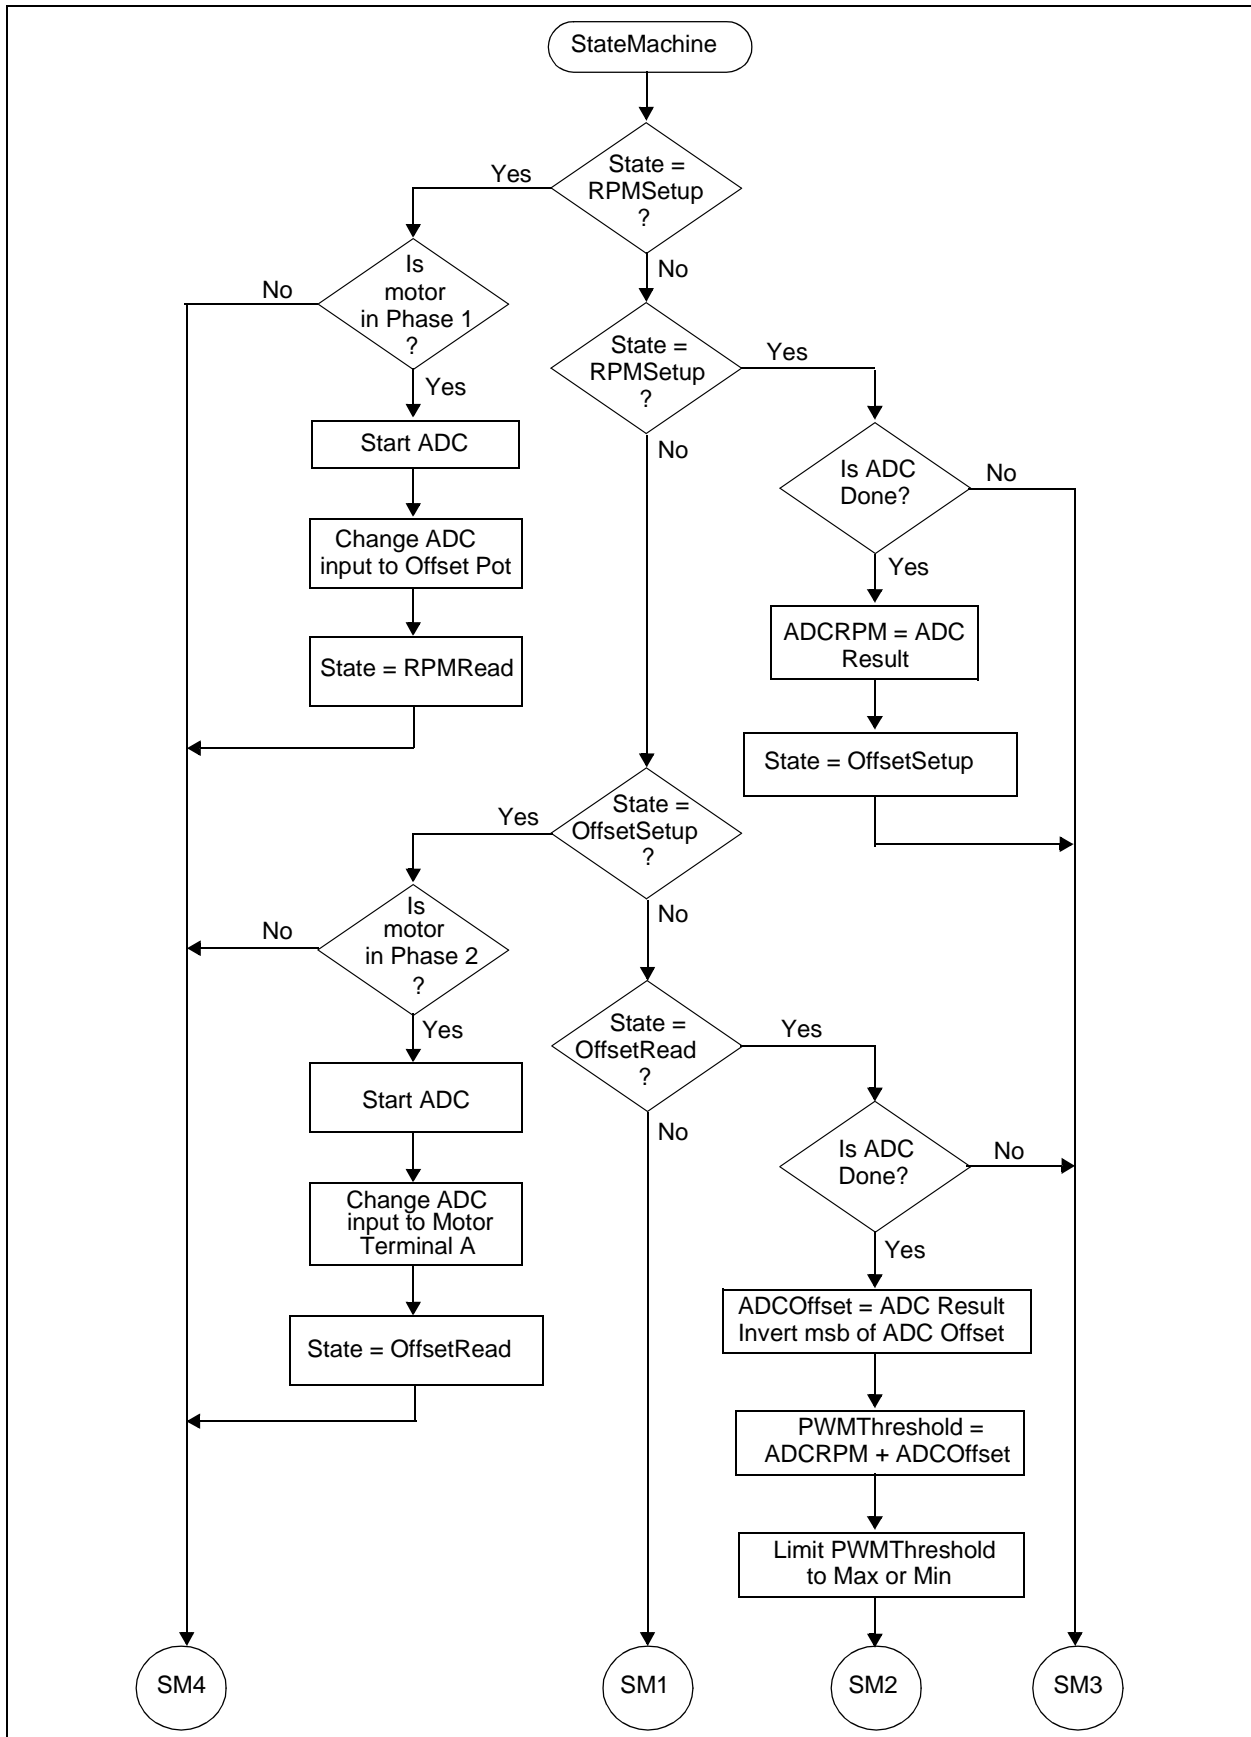 StateMachine
State =
RPMSetup
?
Yes
No
Is
motor
in Phase 1
?
No
Yes
State =
RPMSetup
?
Yes
No
Start ADC
Change ADC
input to Offset Pot
State = RPMRead
Is ADC
Done?
No
Yes
ADCRPM = ADC
Result
State = OffsetSetup
State =
OffsetSetup
?
Yes
No
Is
motor
in Phase 2
?
No
Yes
Start ADC
Change ADC
input to Motor
Terminal A
State = OffsetRead
State =
OffsetRead
?
Yes
No
Is ADC
Done?
No
Yes
ADCOffset = ADC Result
Invert msb of ADC Offset
PWMThreshold =
ADCRPM + ADCOffset
Limit PWMThreshold
to Max or Min
SM4
SM1
SM2
SM3